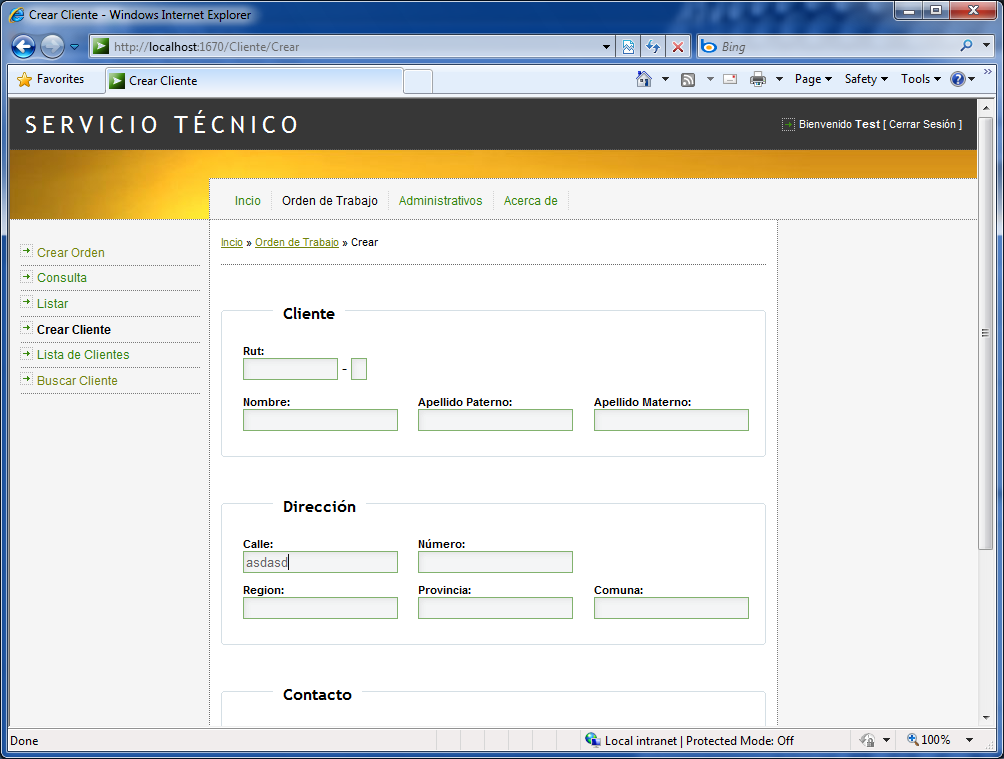 Crear Cliente - Windows Internet Explorer
http://localhost:1670/Cliente/Crear
Bing
Favorites
Crear Cliente
Page
Safety
Tools
»
SERVICIO TÉCNICO
Bienvenido Test [ Cerrar Sesión ]
Incio
Orden de Trabajo
Administrativos
Acerca de
Crear Orden
Consulta
Listar
Crear Cliente
Lista de Clientes
Buscar Cliente
Incio » Orden de Trabajo » Crear
Cliente
Rut:
-
Nombre:
Apellido Paterno:
Apellido Materno:
Dirección
Calle:
Número:
asdasd
Region:
Provincia:
Comuna:
Contacto
Done
Local intranet | Protected Mode: Off
100%